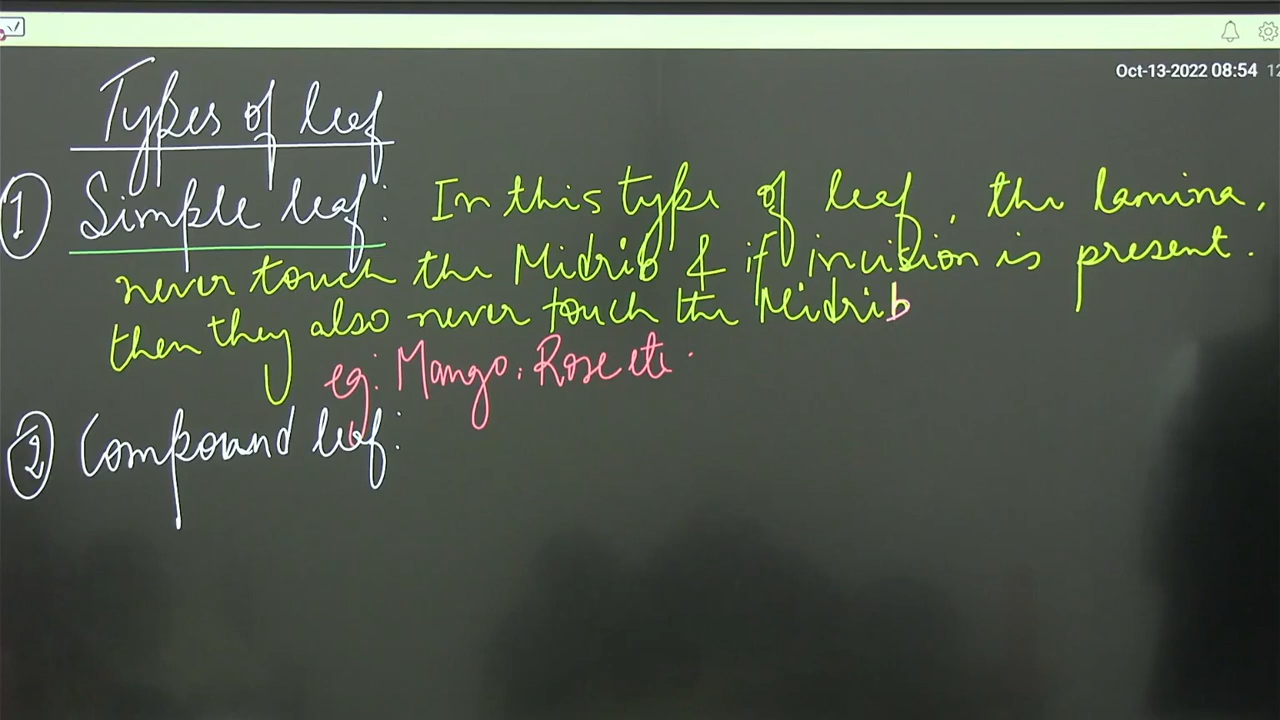 Oct-13-2022 08:54 12
Types of leaf
① Simple leaf: In this type of leaf, the lamina,
never touch the Midrib & if incision is present.
then they also never touch the Midrib
eg: Mango, Rose etc.
② Compound leaf: